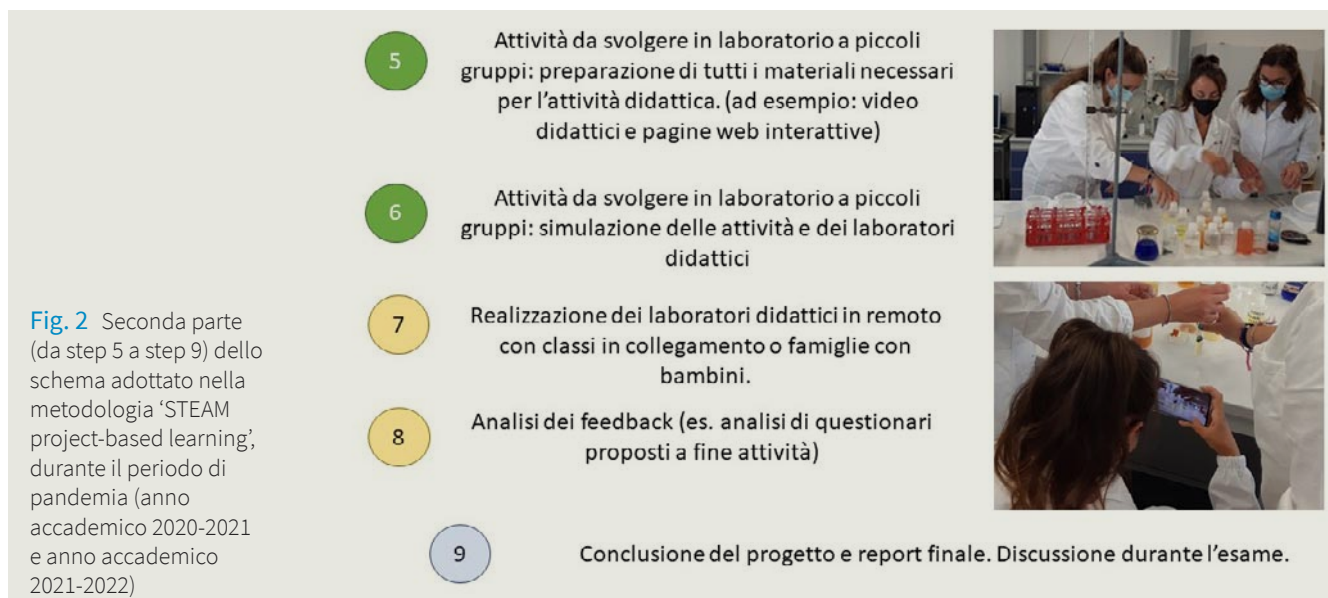 5
Attività da svolgere in laboratorio a piccoli
gruppi: preparazione di tutti i materiali necessari
per l'attività didattica. (ad esempio: video
didattici e pagine web interattive)
6
Attività da svolgere in laboratorio a piccoli
gruppi: simulazione delle attività e dei laboratori
didattici
7
Realizzazione dei laboratori didattici in remoto
con classi in collegamento o famiglie con
bambini.
8
Analisi dei feedback (es. analisi di questionari
proposti a fine attività)
9
Conclusione del progetto e report finale. Discussione durante l'esame.
Fig. 2 Seconda parte
(da step 5 a step 9) dello
schema adottato nella
metodologia ‘STEAM
project-based learning’,
durante il periodo di
pandemia (anno
accademico 2020-2021
e anno accademico
2021-2022)